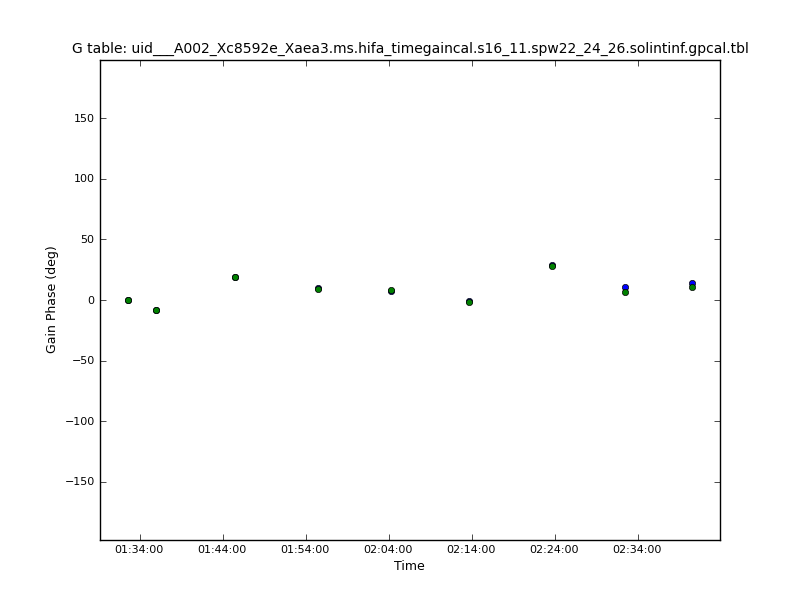 G table: uid___A002_Xc8592e_Xaea3.ms.hifa_timegaincal.s16_11.spw22_24_26.solintinf.gpcal.tbl
150
100
50
0
−50
−100
−150
Gain Phase (deg)
01:34:00 01:44:00 01:54:00 02:04:00 02:14:00 02:24:00 02:34:00
Time